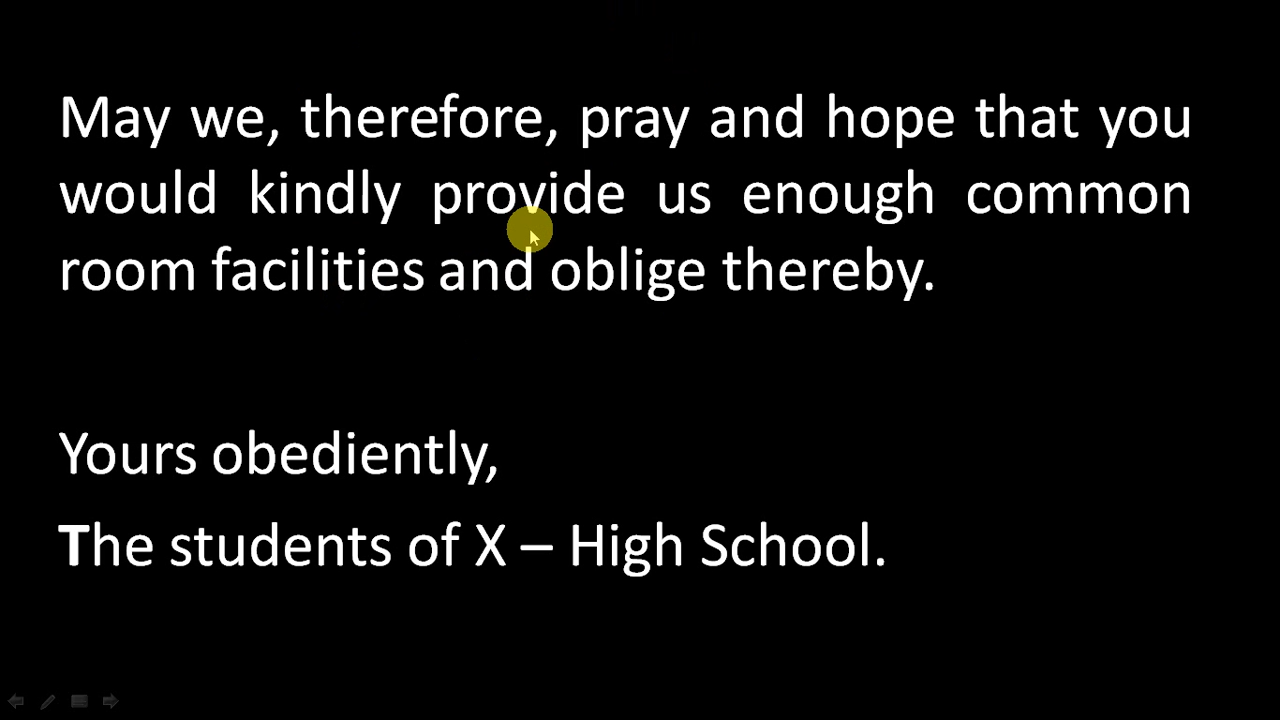 May we, therefore, pray and hope that you
would kindly provide us enough common
room facilities and oblige thereby.
Yours obediently,
The students of X – High School.